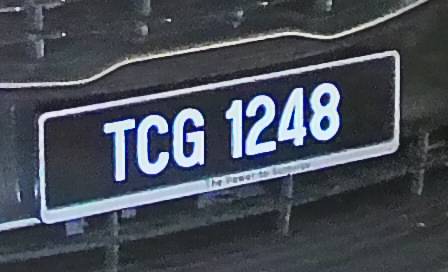 TCG 1248
The Power to Surprise